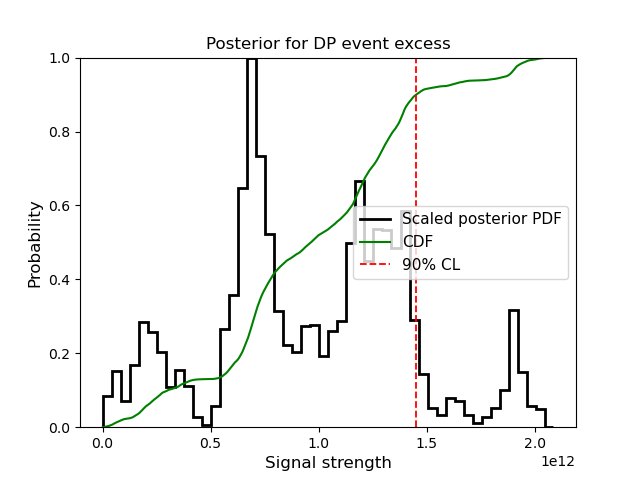 Posterior for DP event excess
Probability
1.0
0.8
0.6
0.4
0.2
0.0
Scaled posterior PDF
CDF
90% CL
0.0 0.5 1.0 1.5 2.0
1e12
Signal strength